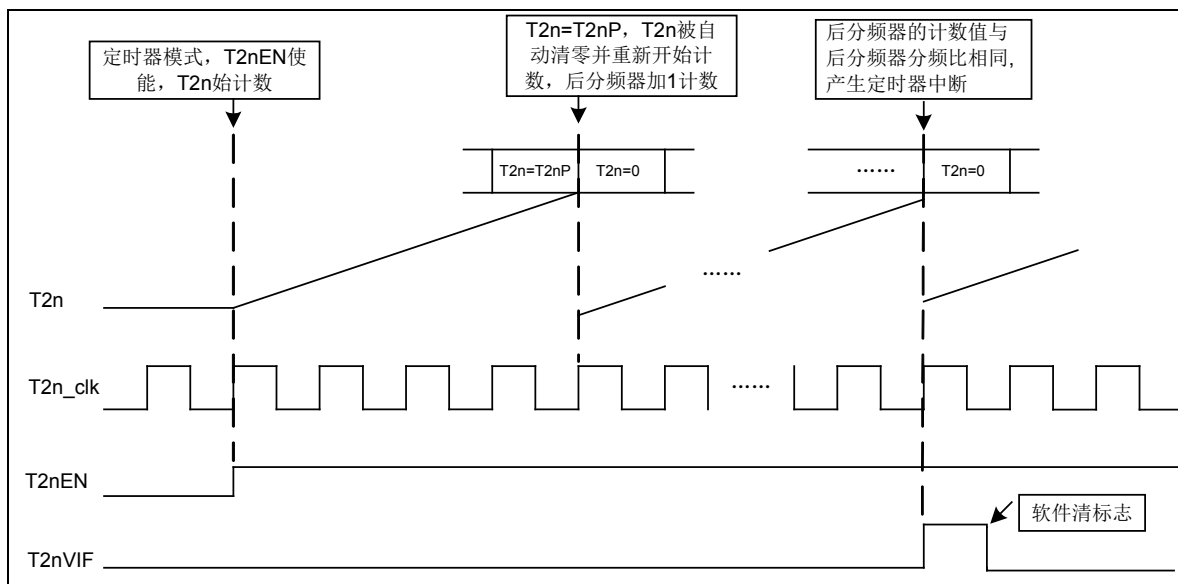 定时器模式，T2nEN使
能，T2n始计数
T2n=T2nP，T2n被自
动清零并重新开始计
数，后分频器加1计数
后分频器的计数值与
后分频器分频比相同,
产生定时器中断
T2n=T2nP
T2n=0
……
T2n=0
……
T2n
T2n_clk
……
T2nEN
软件清标志
T2nVIF